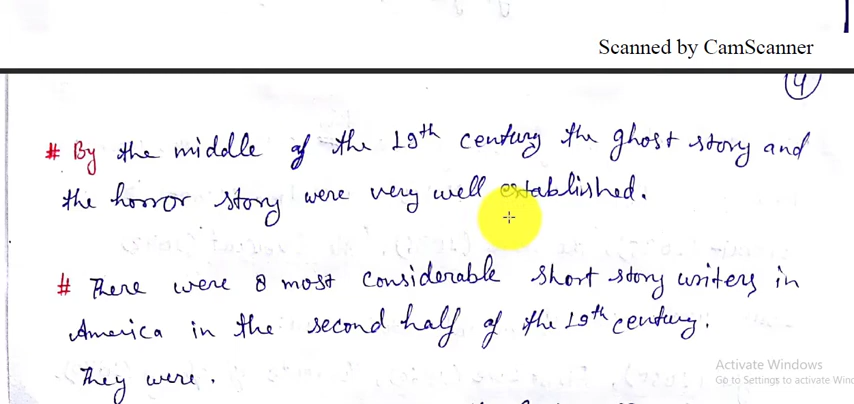 Scanned by CamScanner
4
# By the middle of the 19th century the ghost story and
the horror story were very well established.
# There were 8 most considerable short story writers in
America in the second half of the 19th century.
They were.
Activate Windows
Go to Settings to activate Winc